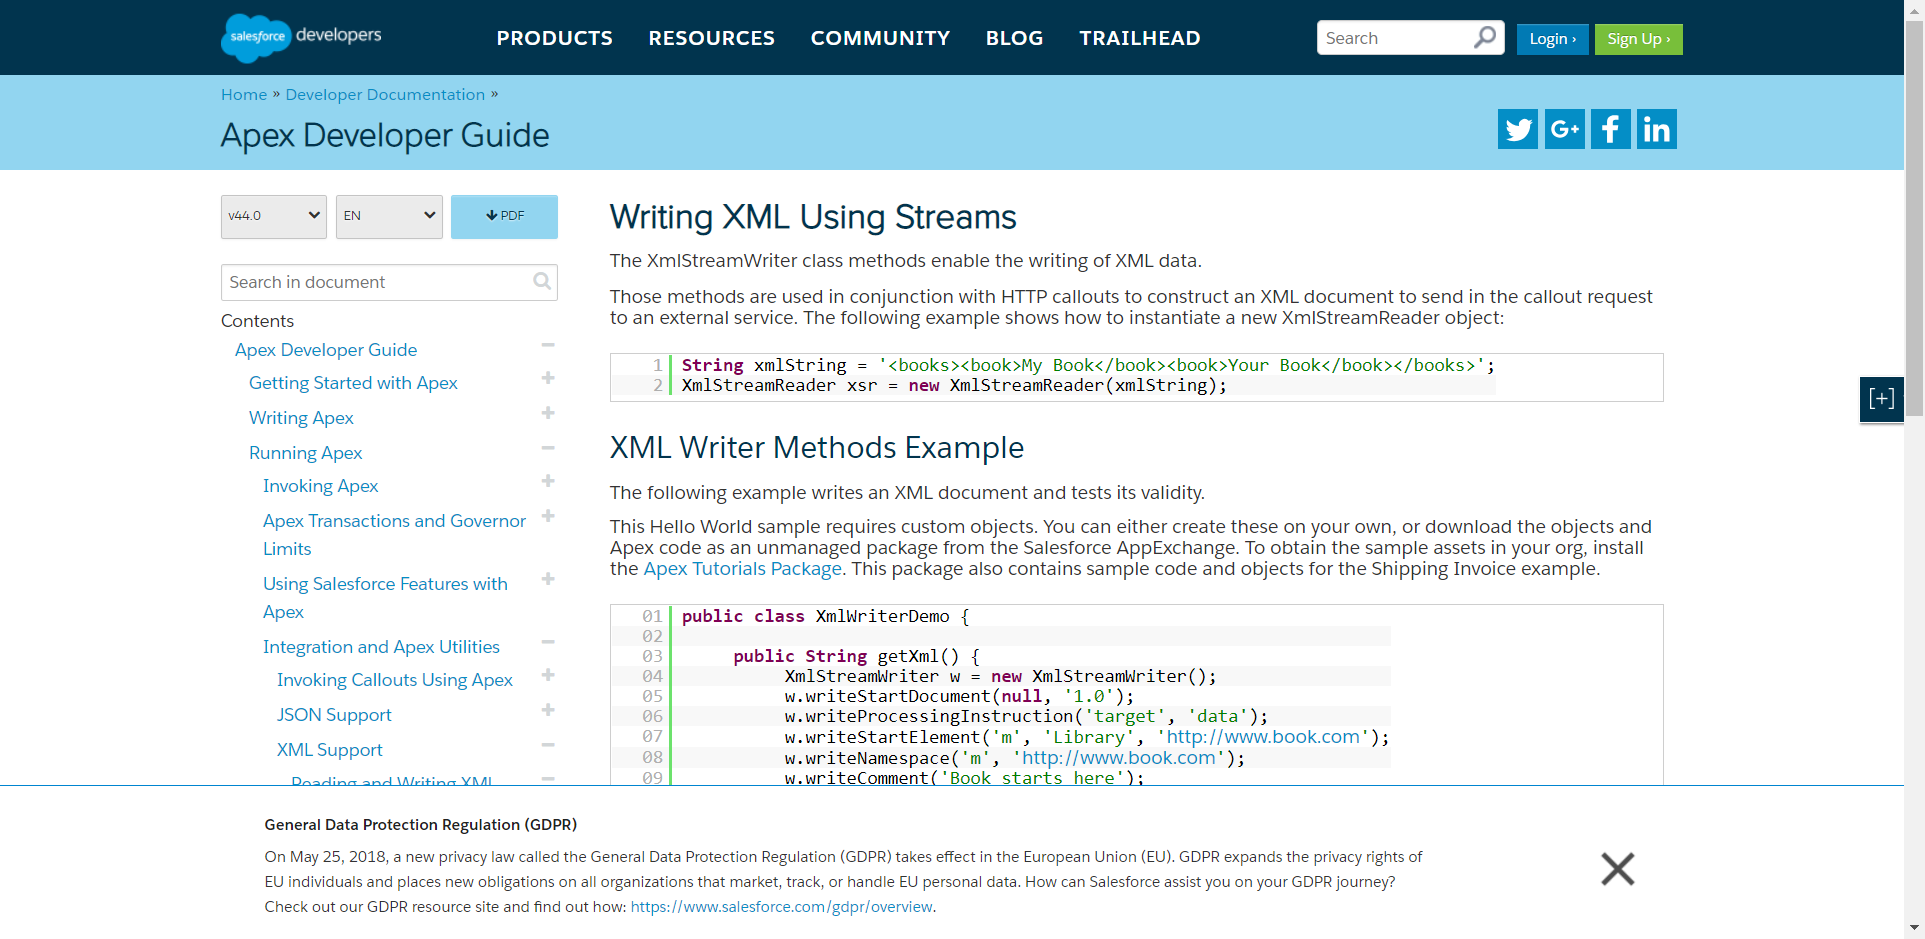 salesforce developers PRODUCTS RESOURCES COMMUNITY BLOG TRAILHEAD Search Login › Sign Up ›
Home » Developer Documentation »
Apex Developer Guide
G+ f in
v44.0 EN PDF
Search in document
Contents
Apex Developer Guide
Getting Started with Apex
Writing Apex
Running Apex
Invoking Apex
Apex Transactions and Governor
Limits
Using Salesforce Features with
Apex
Integration and Apex Utilities
Invoking Callouts Using Apex
JSON Support
XML Support
Reading and Writing XML
Writing XML Using Streams
The XmlStreamWriter class methods enable the writing of XML data.
Those methods are used in conjunction with HTTP callouts to construct an XML document to send in the callout request
to an external service. The following example shows how to instantiate a new XmlStreamReader object:
1 String xmlString = '<books><book>My Book</book><book>Your Book</book></books>';
2 XmlStreamReader xsr = new XmlStreamReader(xmlString);
[+]
XML Writer Methods Example
The following example writes an XML document and tests its validity.
This Hello World sample requires custom objects. You can either create these on your own, or download the objects and
Apex code as an unmanaged package from the Salesforce AppExchange. To obtain the sample assets in your org, install
the Apex Tutorials Package. This package also contains sample code and objects for the Shipping Invoice example.
01 public class XmlWriterDemo {
02
03 public String getXml() {
04 XmlStreamWriter w = new XmlStreamWriter();
05 w.writeStartDocument(null, '1.0');
06 w.writeProcessingInstruction('target', 'data');
07 w.writeStartElement('m', 'Library', 'http://www.book.com');
08 w.writeNamespace('m', 'http://www.book.com');
09 w.writeComment('Book starts here');
General Data Protection Regulation (GDPR)
On May 25, 2018, a new privacy law called the General Data Protection Regulation (GDPR) takes effect in the European Union (EU). GDPR expands the privacy rights of
EU individuals and places new obligations on all organizations that market, track, or handle EU personal data. How can Salesforce assist you on your GDPR journey?
Check out our GDPR resource site and find out how: https://www.salesforce.com/gdpr/overview.